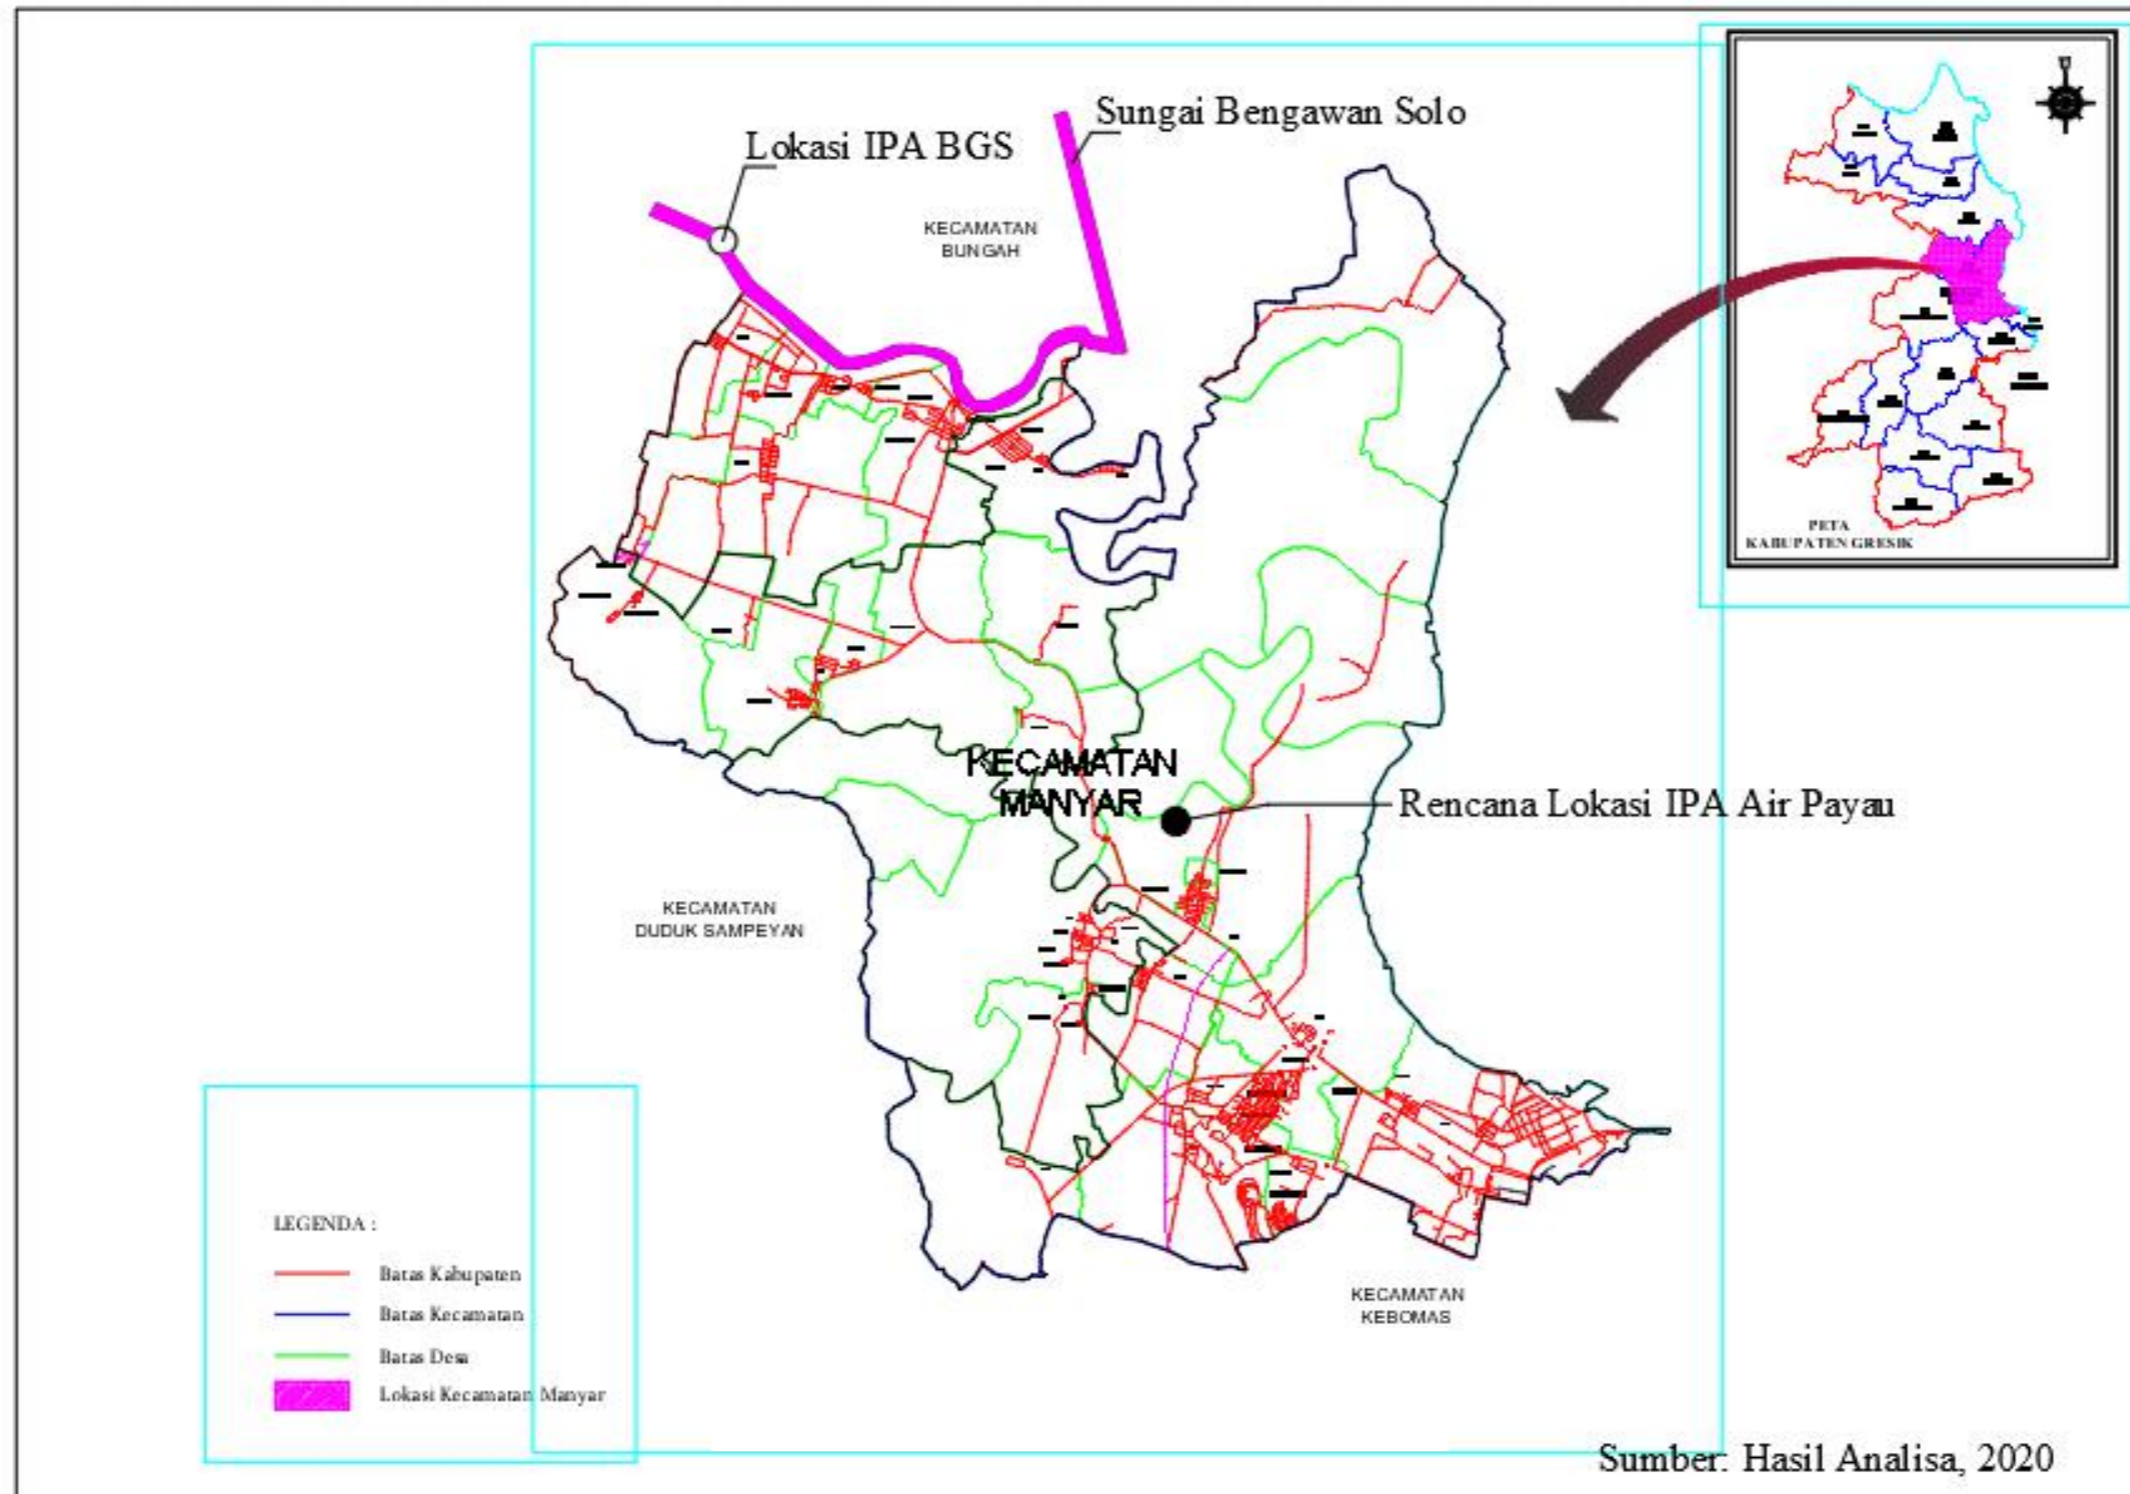 Sungai Bengawan Solo
Lokasi IPA BGS
KECAMATAN
BUNGAH
PETA
KABUPATEN GRESIK
KECAMATAN
MANYAR
Rencana Lokasi IPA Air Payau
KECAMATAN
DUDUK SAMPEYAN
KECAMATAN
KEBOMAS
LEGENDA :
Batas Kabupaten
Batas Kecamatan
Batas Desa
Lokasi Kecamatan Manyar
Sumber: Hasil Analisa, 2020